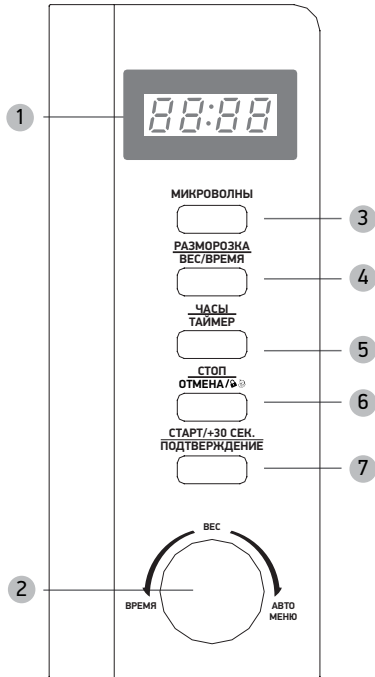 1
88:88
МИКРОВОЛНЫ
3
РАЗМОРОЗКА
ВЕС/ВРЕМЯ
4
ЧАСЫ
ТАЙМЕР
5
СТОП
ОТМЕНА/
6
СТАРТ/+30 СЕК.
ПОДТВЕРЖДЕНИЕ
7
ВЕС
2
ВРЕМЯ
АВТО
МЕНЮ